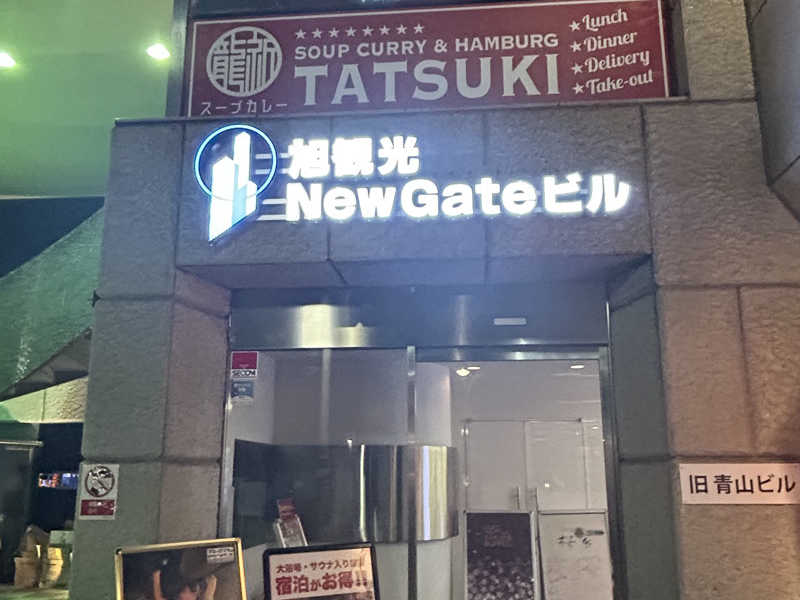 龍祈
スープカレー
SOUP CURRY & HAMBURG
TATSUKI
★Lunch
★Dinner
★Delivery
★Take-out
旭観光
NewGateビル
SECOM
旧 青山ビル
大浴場・サウナ入り放題
宿泊がお得!